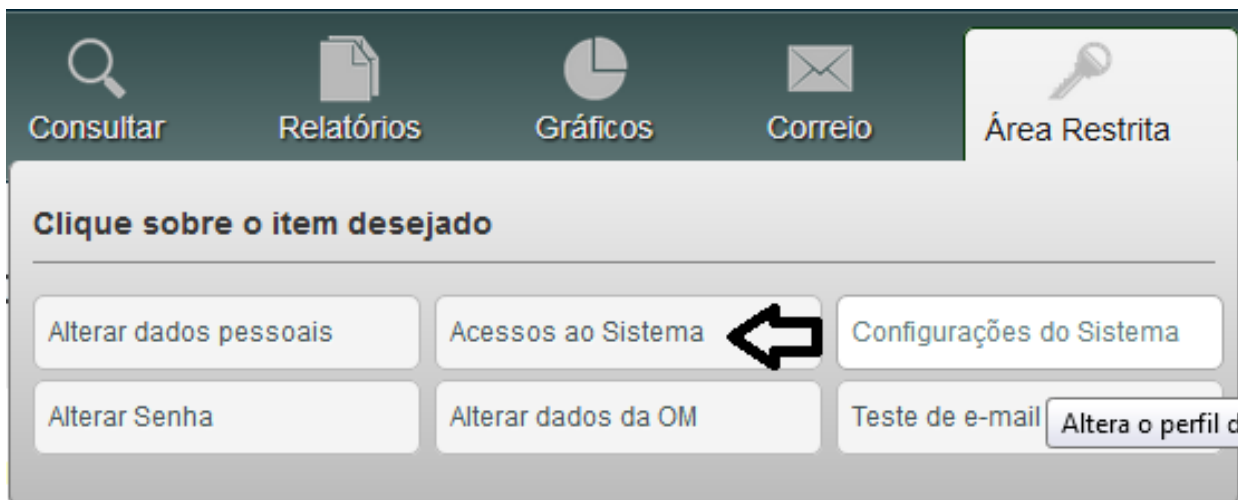 Consultar Relatórios Gráficos Correio Área Restrita
Clique sobre o item desejado
Alterar dados pessoais Acessos ao Sistema Configurações do Sistema
Alterar Senha Alterar dados da OM Teste de e-mail
Altera o perfil d